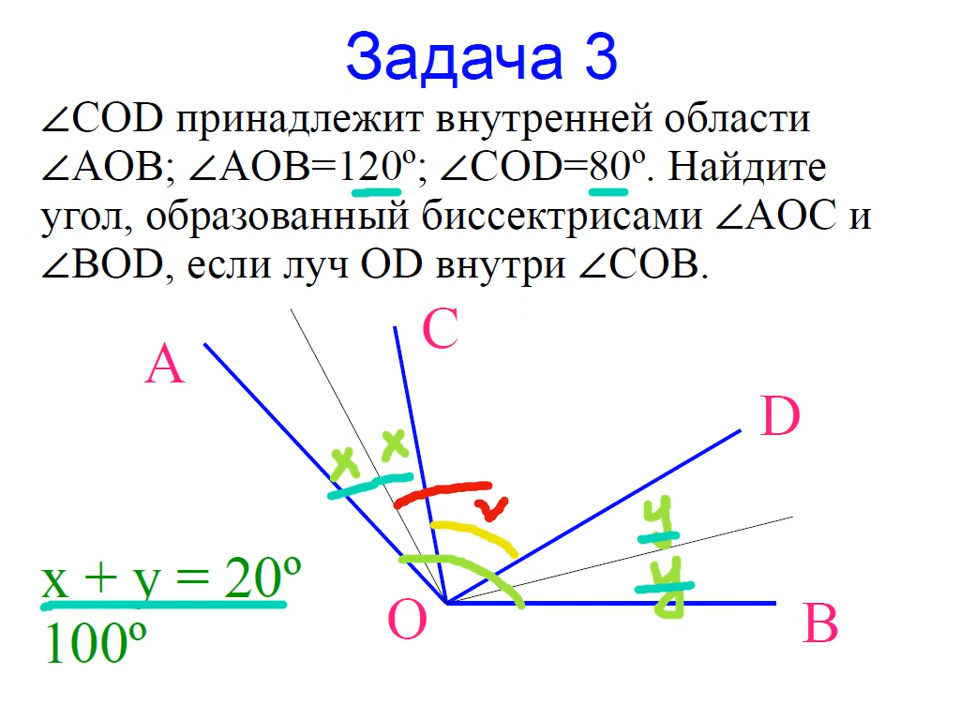 Задача 3
∠COD принадлежит внутренней области
∠AOB; ∠AOB=120º; ∠COD=80º. Найдите
угол, образованный биссектрисами ∠AOC и
∠BOD, если луч OD внутри ∠COB.
C
A
D
x x
y
y
x + y = 20º
O
B
100º